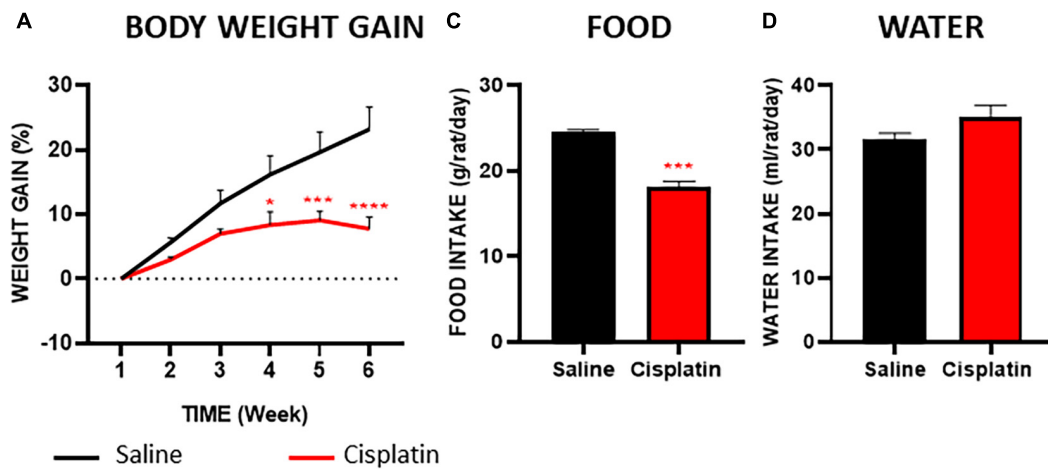 A BODY WEIGHT GAIN
WEIGHT GAIN (%)
30
20
10
0
-10
*
***
****
1 2 3 4 5 6
TIME (Week)
Saline Cisplatin
C FOOD
FOOD INTAKE (g/rat/day)
30
20
10
0
***
Saline Cisplatin
D WATER
WATER INTAKE (ml/rat/day)
40
30
20
10
0
Saline Cisplatin